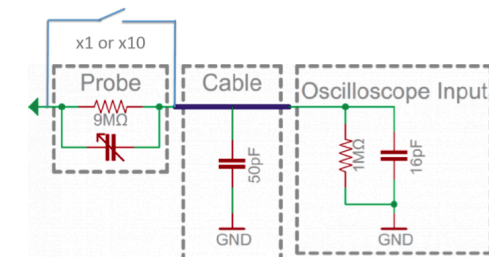 x1 or x10
Probe
9MΩ
Cable
50pF
GND
Oscilloscope Input
1MΩ
16pF
GND